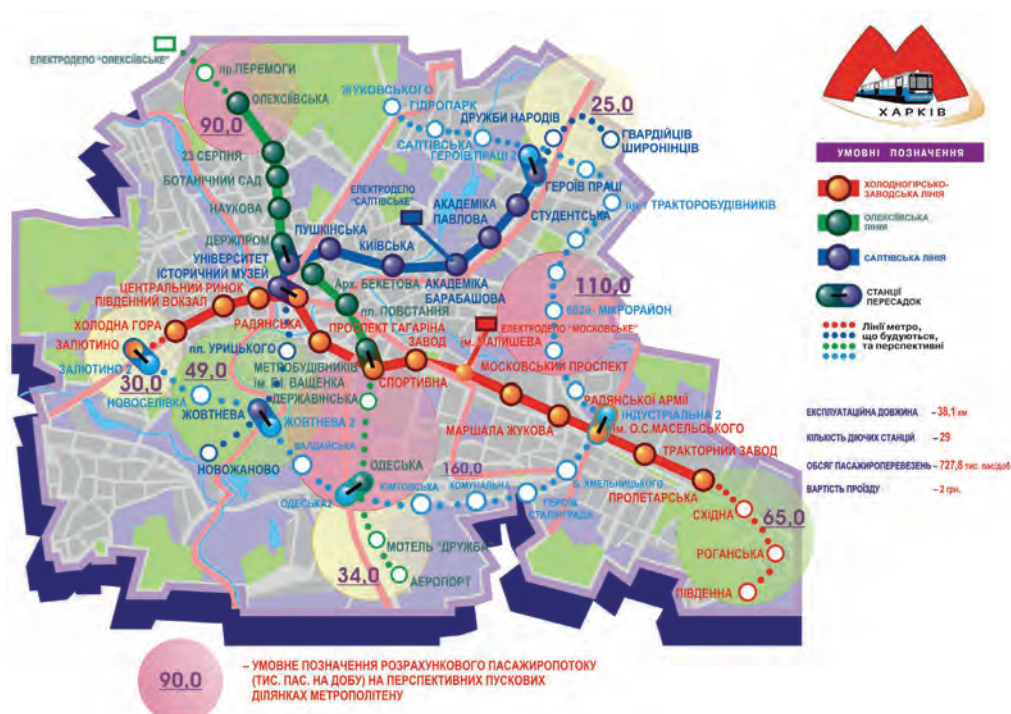 ЕЛЕКТРОДЕПО "ОЛЕКСІЇВСЬКЕ"
пр.ПЕРЕМОГИ
ОЛЕКСІЇВСЬКА
90,0
23 СЕРПНЯ
БОТАНІЧНИЙ САД
НАУКОВА
ДЕРЖПРОМ
УНІВЕРСИТЕТ
ІСТОРИЧНИЙ МУЗЕЙ
ЦЕНТРАЛЬНИЙ РИНОК
ПІВДЕННИЙ ВОКЗАЛ
ХОЛОДНА ГОРА
ЗАЛЮТИНО
ЗАЛЮТИНО 2
30,0
НОВОСЕЛІВКА
49,0
ЖОВТНЕВА
ЖОВТНЕВА 2
НОВОЖАНОВО
пл. УРИЦЬКОГО
РАДЯНСЬКА
ПУШКІНСЬКА
КИЇВСЬКА
ЕЛЕКТРОДЕПО
"САЛТІВСЬКЕ"
АКАДЕМІКА
ПАВЛОВА
АКАДЕМІКА
БАРАБАШОВА
СТУДЕНТСЬКА
ГЕРОЇВ ПРАЦІ
ЖУКОВСЬКОГО
ГІДРОПАРК
САЛТІВСЬКА
ГЕРОЇВ ПРАЦІ 2
ДРУЖБИ НАРОДІВ
25,0
ГВАРДІЙЦІВ
ШИРОНІНЦІВ
пр-т ТРАКТОРОБУДІВНИКІВ
110,0
602й- МІКРОРАЙОН
Арх. БЕКЕТОВА
пл. ПОВСТАННЯ
ПРОСПЕКТ ГАГАРІНА
ЗАВОД
ім. МАЛИШЕВА
ЕЛЕКТРОДЕПО "МОСКОВСЬКЕ"
МОСКОВСЬКИЙ ПРОСПЕКТ
МЕТРОБУДІВНИКІВ
ім. Г.І. ВАЩЕНКА
СПОРТИВНА
ДЕРЖАВІНСЬКА
МАРШАЛА ЖУКОВА
РАДЯНСЬКОЇ АРМІЇ
ІНДУСТРІАЛЬНА 2
ім. О.С.МАСЕЛЬСЬКОГО
ТРАКТОРНИЙ ЗАВОД
ПРОЛЕТАРСЬКА
СХІДНА
65,0
РОГАНСЬКА
ПІВДЕННА
ВАЛДАЙСЬКА
ОДЕСЬКА
ОДЕСЬКА2
160,0
КОМУНАЛЬНА
ГЕРОЇВ
СТАЛІНГРАДА
Б. ХМЕЛЬНИЦЬКОГО
МОТЕЛЬ "ДРУЖБА"
34,0
АЕРОПОРТ
ХАРКІВ
УМОВНІ ПОЗНАЧЕННЯ
ХОЛОДНОГІРСЬКО-
ЗАВОДСЬКА ЛІНІЯ
ОЛЕКСІЇВСЬКА
ЛІНІЯ
САЛТІВСЬКА ЛІНІЯ
СТАНЦІЇ
ПЕРЕСАДОК
Лінії метро,
що будуються,
та перспективні
ЕКСПЛУАТАЦІЙНА ДОВЖИНА – 38,1 км
КІЛЬКІСТЬ ДІЮЧИХ СТАНЦІЙ – 29
ОБСЯГ ПАСАЖИРОПЕРЕВЕЗЕНЬ – 727,8 тис. пас/доб
ВАРТІСТЬ ПРОЇЗДУ – 2 грн.
90,0
– УМОВНЕ ПОЗНАЧЕННЯ РОЗРАХУНКОВОГО ПАСАЖИРОПОТОКУ
(ТИС. ПАС. НА ДОБУ) НА ПЕРСПЕКТИВНИХ ПУСКОВИХ
ДІЛЯНКАХ МЕТРОПОЛІТЕНУ